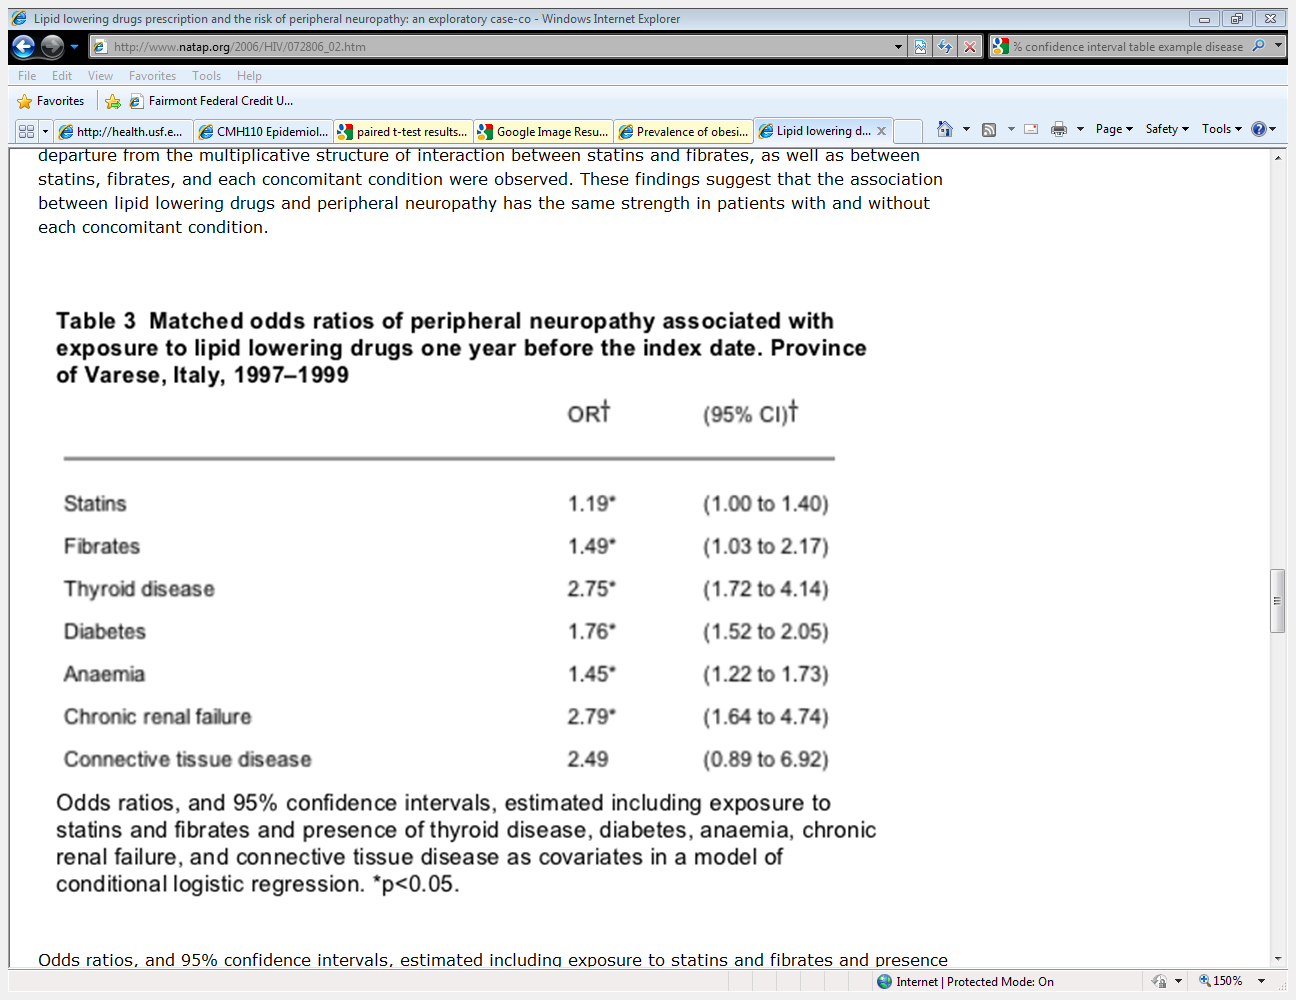 Lipid lowering drugs prescription and the risk of peripheral neuropathy: an exploratory case-co - Windows Internet Explorer
http://www.natap.org/2006/HIV/072806_02.htm
% confidence interval table example disease
File Edit View Favorites Tools Help
Favorites Fairmont Federal Credit U...
http://health.usf.e... CMH110 Epidemiol... paired t-test results... Google Image Resu... Prevalence of obesi... Lipid lowering d... Page Safety Tools
departure from the multiplicative structure of interaction between statins and fibrates, as well as between
statins, fibrates, and each concomitant condition were observed. These findings suggest that the association
between lipid lowering drugs and peripheral neuropathy has the same strength in patients with and without
each concomitant condition.
Table 3 Matched odds ratios of peripheral neuropathy associated with
exposure to lipid lowering drugs one year before the index date. Province
of Varese, Italy, 1997–1999
OR† (95% CI)†
Statins 1.19* (1.00 to 1.40)
Fibrates 1.49* (1.03 to 2.17)
Thyroid disease 2.75* (1.72 to 4.14)
Diabetes 1.76* (1.52 to 2.05)
Anaemia 1.45* (1.22 to 1.73)
Chronic renal failure 2.79* (1.64 to 4.74)
Connective tissue disease 2.49 (0.89 to 6.92)
Odds ratios, and 95% confidence intervals, estimated including exposure to
statins and fibrates and presence of thyroid disease, diabetes, anaemia, chronic
renal failure, and connective tissue disease as covariates in a model of
conditional logistic regression. *p<0.05.
Odds ratios, and 95% confidence intervals, estimated including exposure to statins and fibrates and presence
Internet | Protected Mode: On 150%